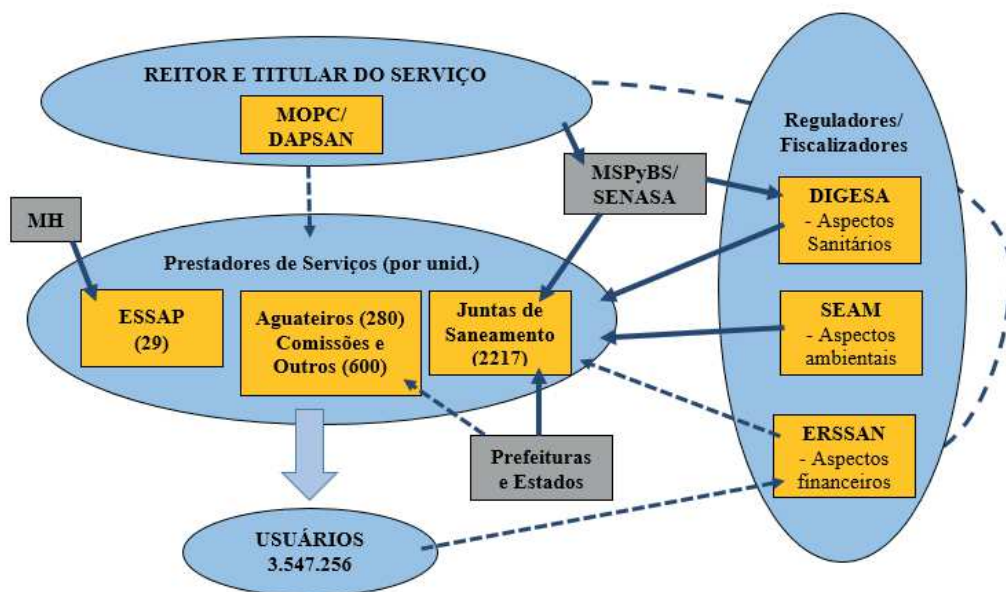 REITOR E TITULAR DO SERVIÇO
MOPC/
DAPSAN
MSPyBS/
SENASA
MH
Reguladores/
Fiscalizadores
DIGESA
- Aspectos
Sanitários
SEAM
- Aspectos
ambientais
ERSSAN
- Aspectos
financeiros
Prestadores de Serviços (por unid.)
ESSAP
(29)
Aguateiros (280)
Comissões e
Outros (600)
Juntas de
Saneamento
(2217)
Prefeituras
e Estados
USUÁRIOS
3.547.256